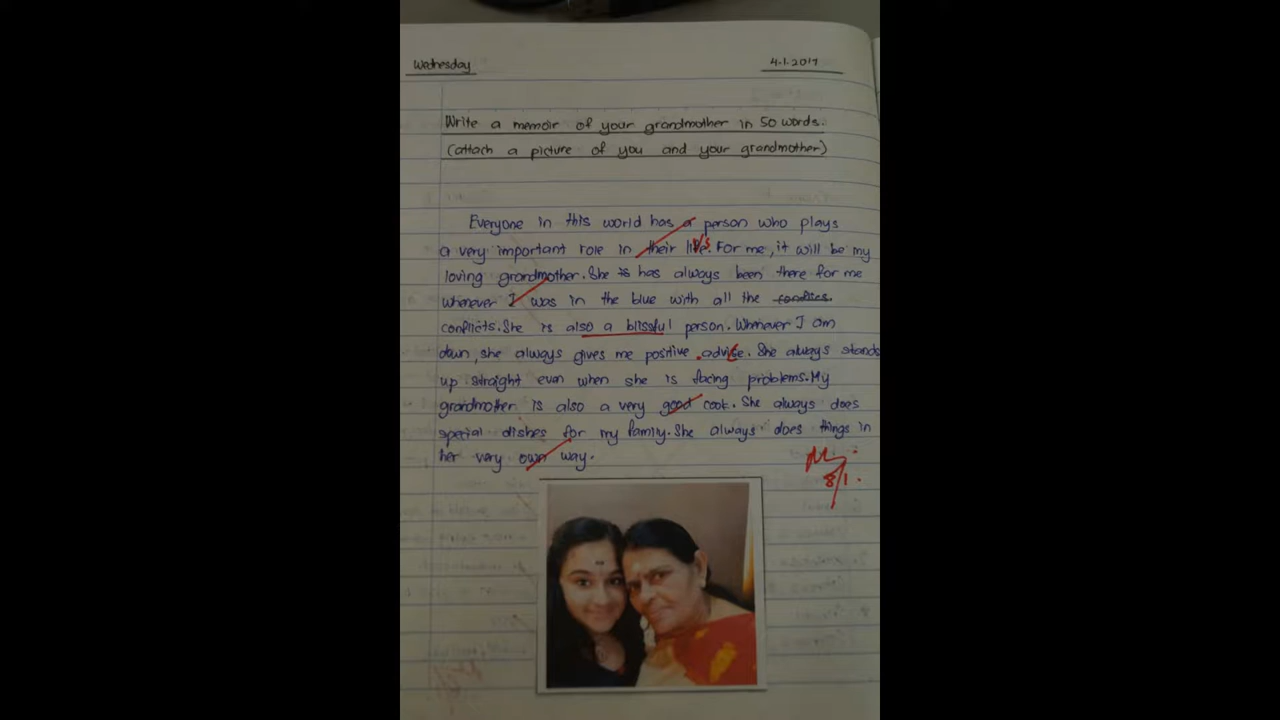 Wednesday
4.1.2017
Write a memoir of your grandmother in 50 words.
(attach a picture of you and your grandmother)
Everyone in this world has a person who plays
a very important role in their life. For me, it will be my
loving grandmother. She is has always been there for me
whenever I was in the blue with all the
conflicts. She is also a blissful person. Whenever I am
down, she always gives me positive advice. She always stands
up straight even when she is facing problems. My
grandmother is also a very good cook. She always does
special dishes for my family. She always does things in
her very own way.
8/1.